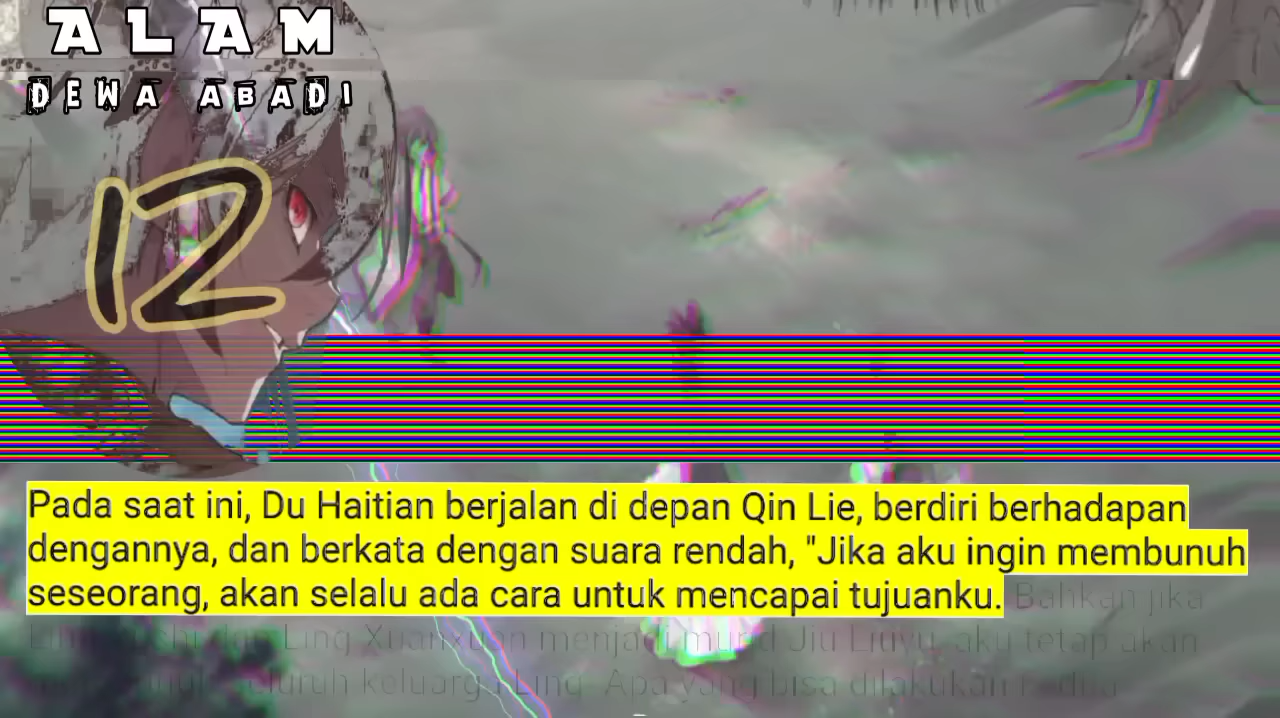 ALAM
DEWA ABADI
12
Pada saat ini, Du Haitian berjalan di depan Qin Lie, berdiri berhadapan
dengannya, dan berkata dengan suara rendah, "Jika aku ingin membunuh
seseorang, akan selalu ada cara untuk mencapai tujuanku. Bahkan jika
Ling Xuanxuan menjadi murid Jiu Liuyu, aku tetap akan
seluruh keluarga Ling. Apa yang bisa dilakukan